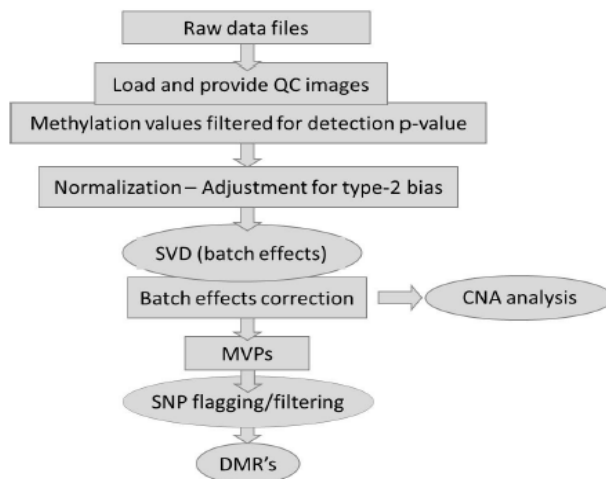 Raw data files
Load and provide QC images
Methylation values filtered for detection p-value
Normalization – Adjustment for type-2 bias
SVD (batch effects)
Batch effects correction
CNA analysis
MVPs
SNP flagging/filtering
DMR's